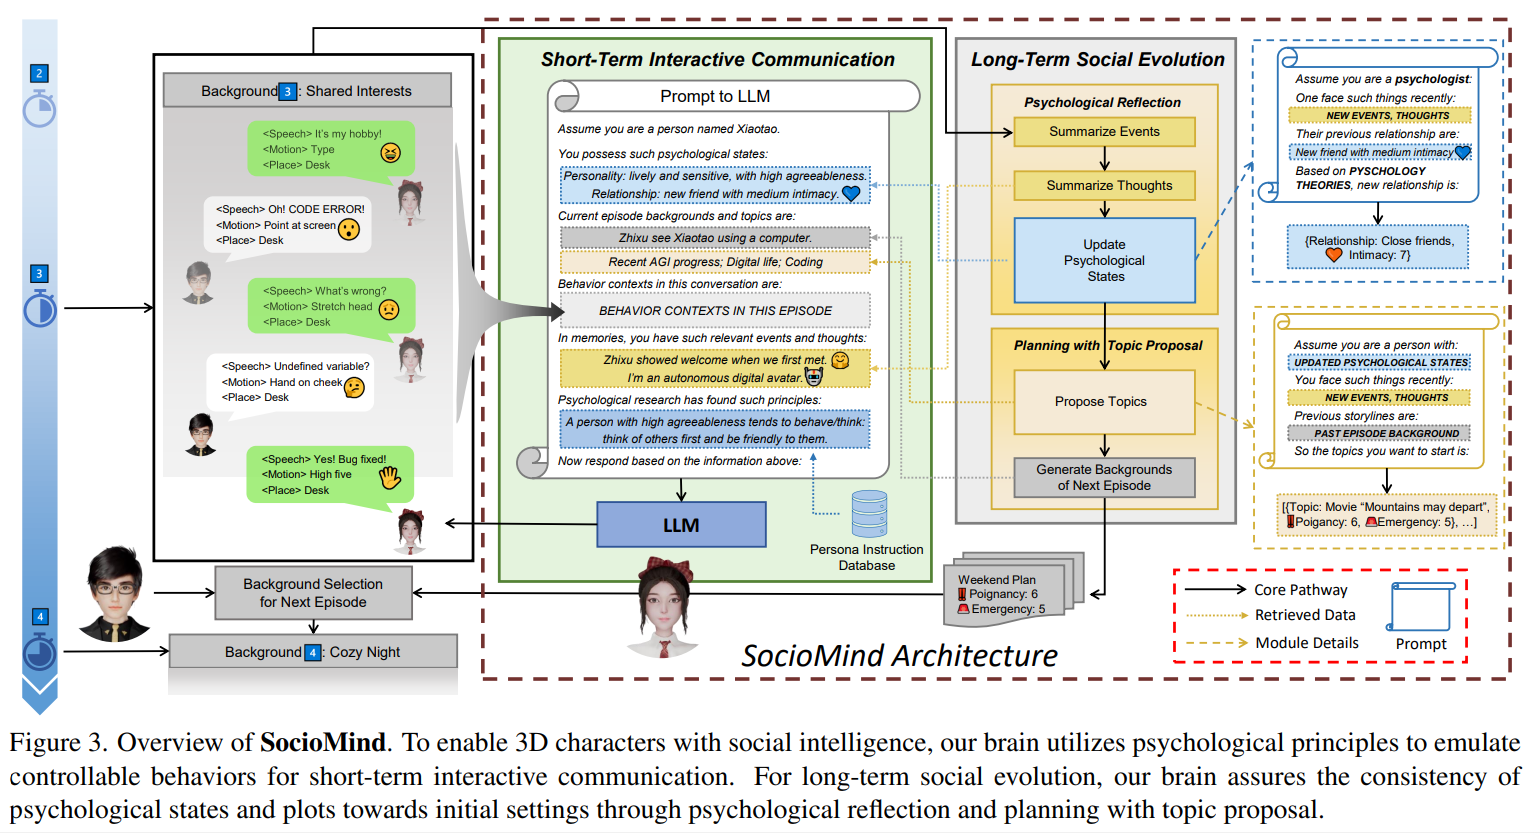 2
3
4
Background 3 : Shared Interests
<Speech> It's my hobby!
<Motion> Type
<Place> Desk
<Speech> Oh! CODE ERROR!
<Motion> Point at screen
<Place> Desk
<Speech> What's wrong?
<Motion> Stretch head
<Place> Desk
<Speech> Undefined variable?
<Motion> Hand on cheek
<Place> Desk
<Speech> Yes! Bug fixed!
<Motion> High five
<Place> Desk
Background Selection
for Next Episode
Background 4 : Cozy Night
Short-Term Interactive Communication
Prompt to LLM
Assume you are a person named Xiaotao.
You possess such psychological states:
Personality: lively and sensitive, with high agreeableness.
Relationship: new friend with medium intimacy.
Current episode backgrounds and topics are:
Zhixu see Xiaotao using a computer.
Recent AGI progress; Digital life; Coding
Behavior contexts in this conversation are:
BEHAVIOR CONTEXTS IN THIS EPISODE
In memories, you have such relevant events and thoughts:
Zhixu showed welcome when we first met.
I'm an autonomous digital avatar.
Psychological research has found such principles:
A person with high agreeableness tends to behave/think:
think of others first and be friendly to them.
Now respond based on the information above:
LLM
Persona Instruction
Database
Long-Term Social Evolution
Psychological Reflection
Summarize Events
Summarize Thoughts
Update
Psychological
States
Planning with Topic Proposal
Propose Topics
Generate Backgrounds
of Next Episode
Weekend Plan
Poignancy: 6
Emergency: 5
SocioMind Architecture
Assume you are a psychologist:
One face such things recently:
NEW EVENTS, THOUGHTS
Their previous relationship are:
New friend with medium intimacy
Based on PYSCHOLOGY
THEORIES, new relationship is:
{Relationship: Close friends,
Intimacy: 7}
Assume you are a person with:
UPDATED PSYCHOLOGICAL STATES
You face such things recently:
NEW EVENTS, THOUGHTS
Previous storylines are:
PAST EPISODE BACKGROUND
So the topics you want to start is:
[{Topic: Movie “Mountains may depart”,
Poigancy: 6, Emergency: 5}, ...]
Core Pathway
Retrieved Data
Module Details
Prompt
Figure 3. Overview of SocioMind. To enable 3D characters with social intelligence, our brain utilizes psychological principles to emulate
controllable behaviors for short-term interactive communication. For long-term social evolution, our brain assures the consistency of
psychological states and plots towards initial settings through psychological reflection and planning with topic proposal.